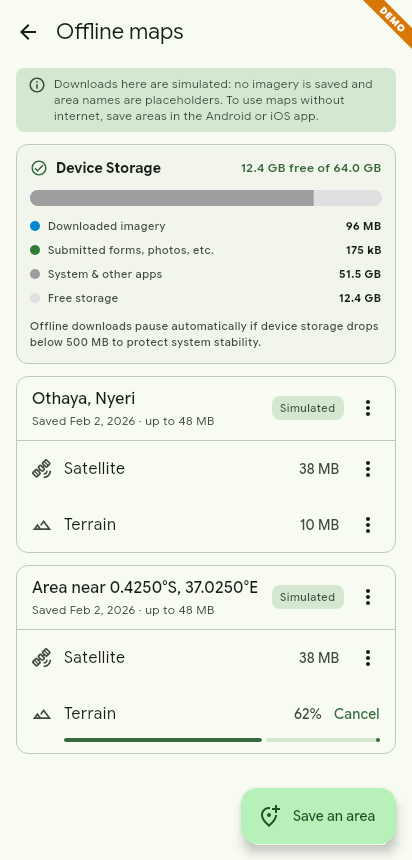 DEMO
Offline maps
Downloads here are simulated: no imagery is saved and
area names are placeholders. To use maps without
internet, save areas in the Android or iOS app.
Device Storage
12.4 GB free of 64.0 GB
Downloaded imagery 96 MB
Submitted forms, photos, etc. 175 kB
System & other apps 51.5 GB
Free storage 12.4 GB
Offline downloads pause automatically if device storage drops
below 500 MB to protect system stability.
Othaya, Nyeri
Saved Feb 2, 2026 · up to 48 MB
Simulated
Satellite 38 MB
Terrain 10 MB
Area near 0.4250°S, 37.0250°E
Saved Feb 2, 2026 · up to 48 MB
Simulated
Satellite 38 MB
Terrain 62% Cancel
Save an area